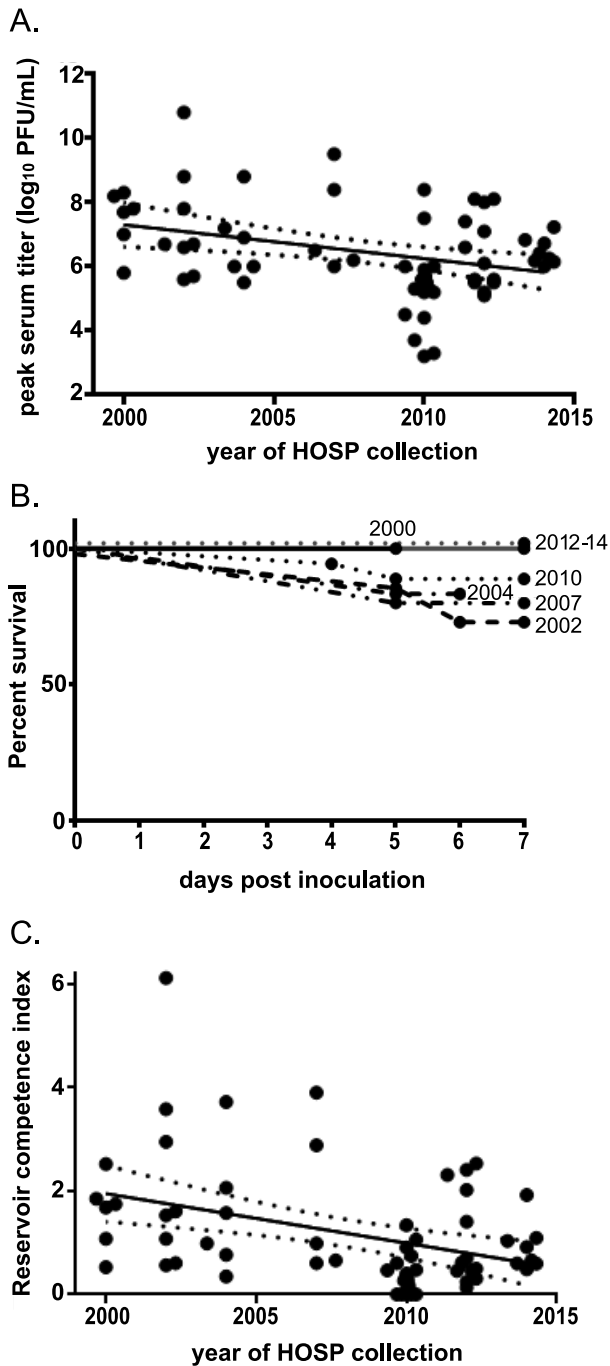 A.
peak serum titer (log₁₀ PFU/mL)
12
10
8
6
4
2
2000 2005 2010 2015
year of HOSP collection
B.
Percent survival
100
50
0
2000
2012-14
2010
2004
2007
2002
0 1 2 3 4 5 6 7
days post inoculation
C.
Reservoir competence index
6
4
2
0
2000 2005 2010 2015
year of HOSP collection